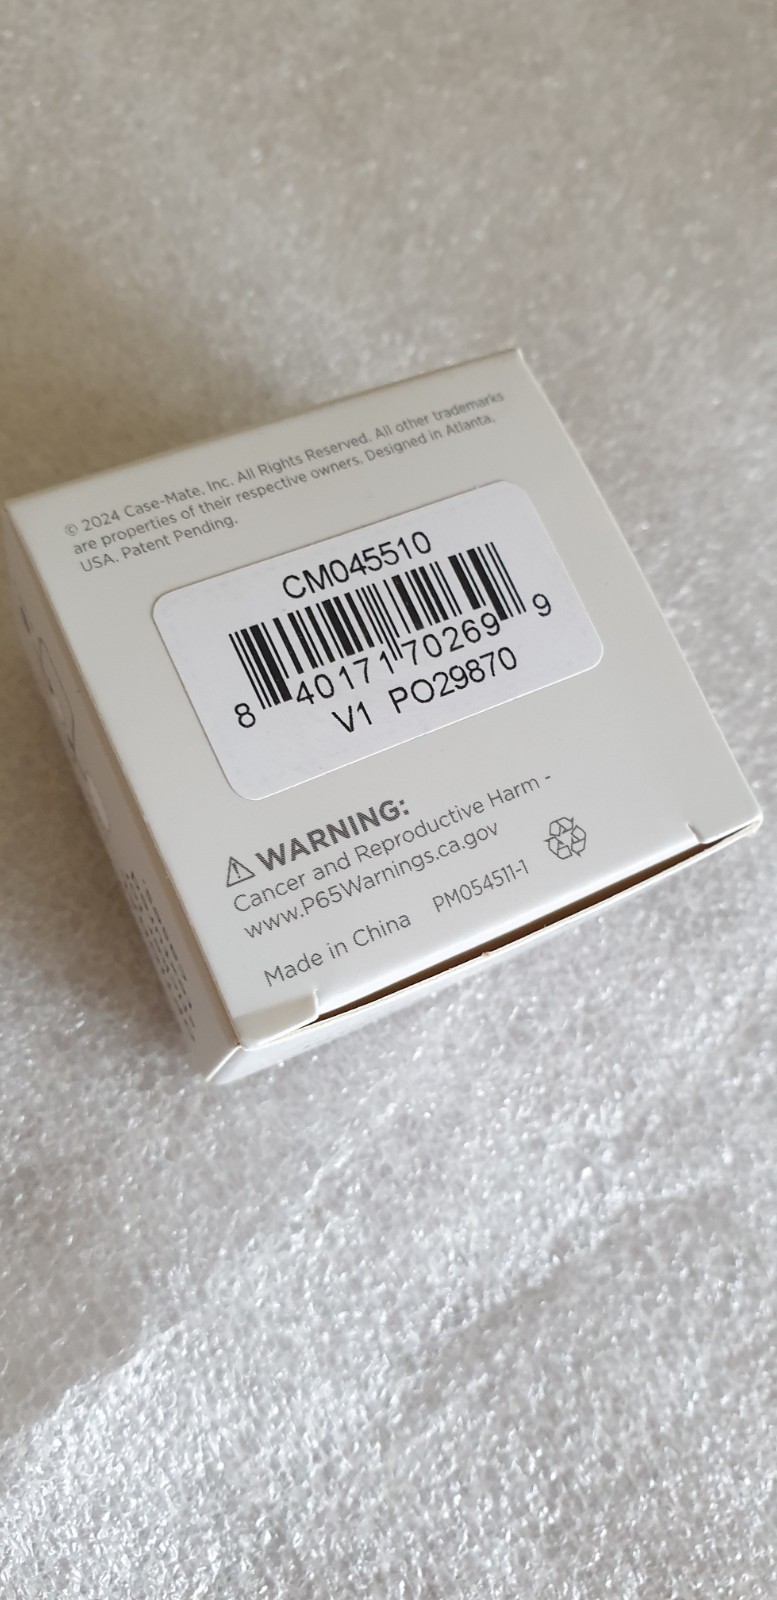 © 2024 Case-Mate, Inc. All Rights Reserved. All other trademarks
are properties of their respective owners. Designed in Atlanta,
USA. Patent Pending.
CM045510
8 40171 70269 9
V1 PO29870
⚠ WARNING:
Cancer and Reproductive Harm -
www.P65Warnings.ca.gov
Made in China PM054511-1